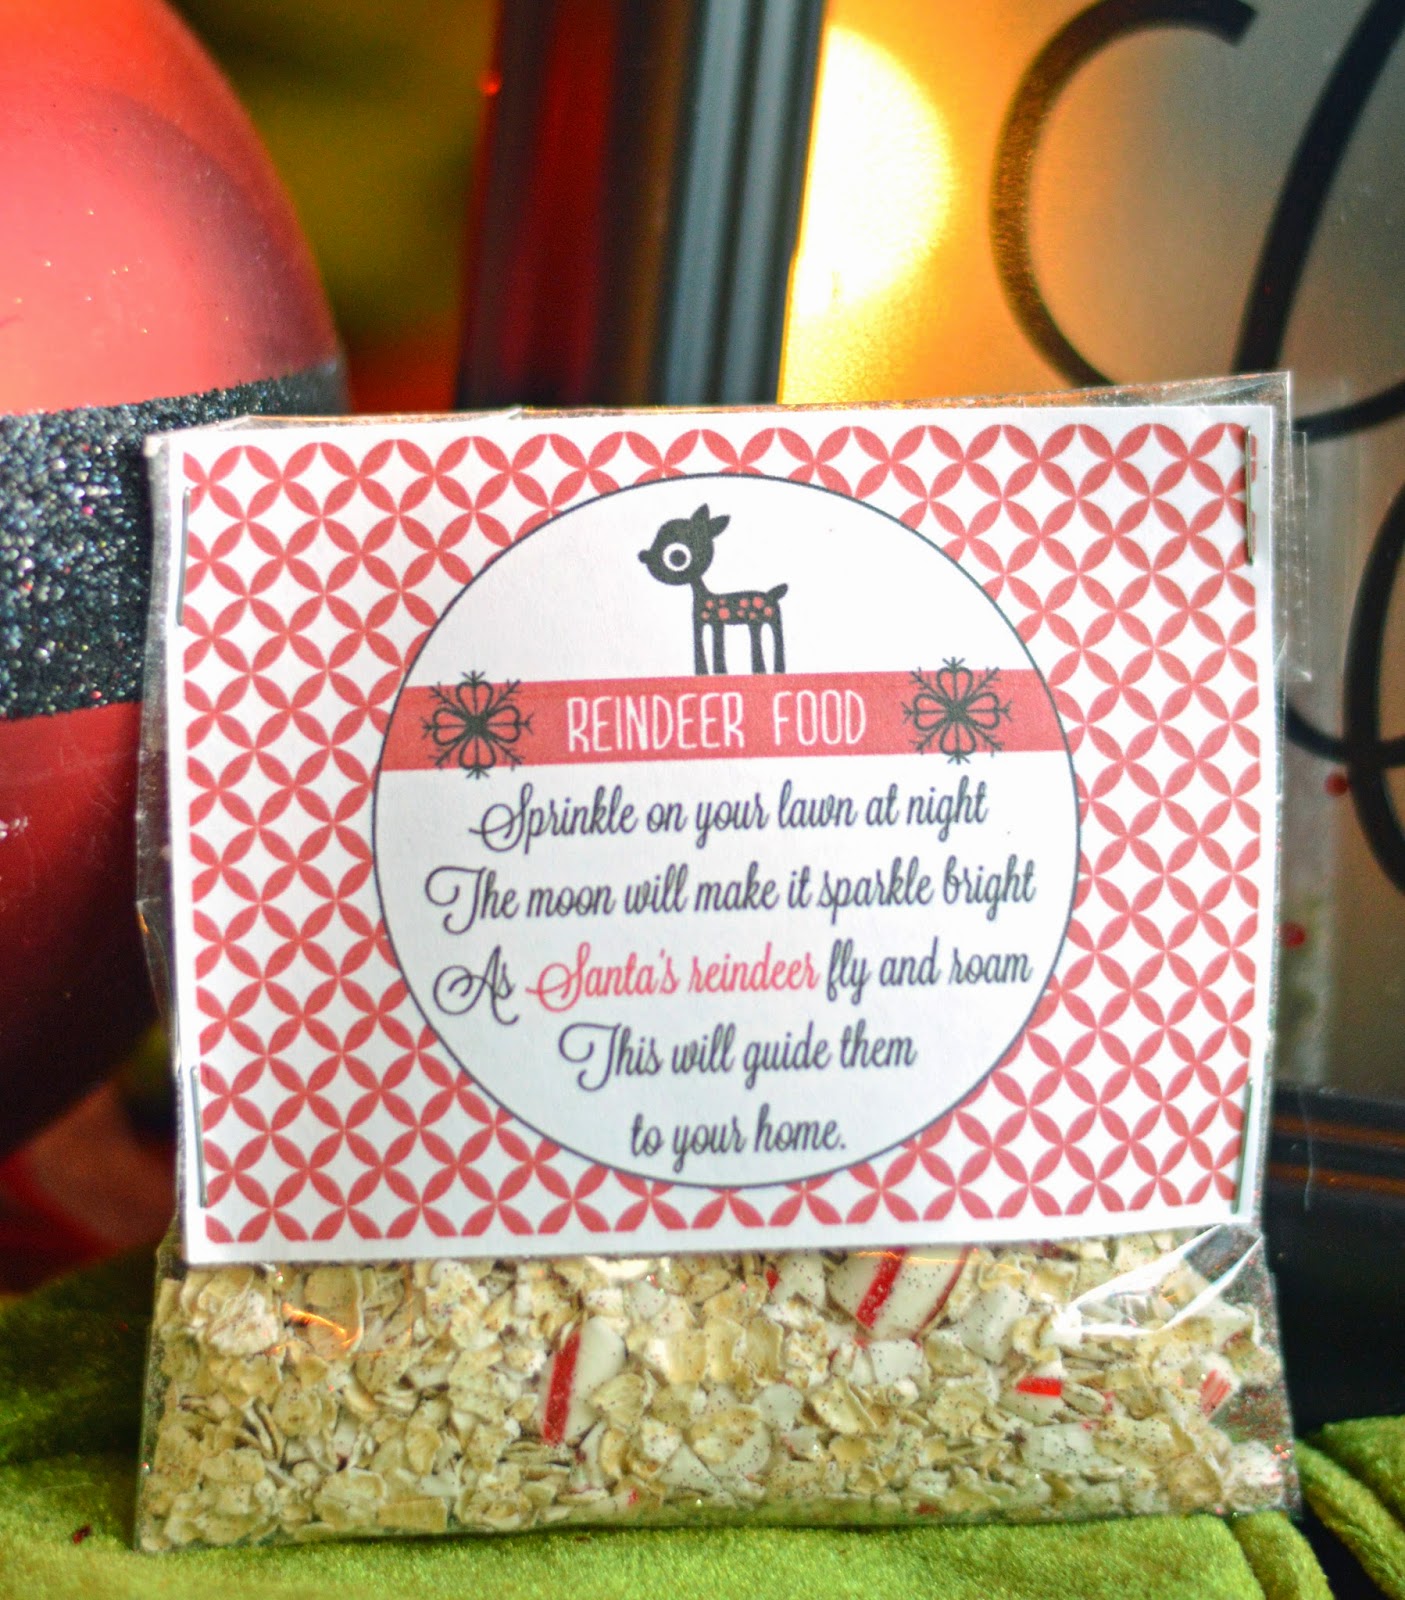 REINDEER FOOD
Sprinkle on your lawn at night
The moon will make it sparkle bright
As Santa's reindeer fly and roam
This will guide them
to your home.